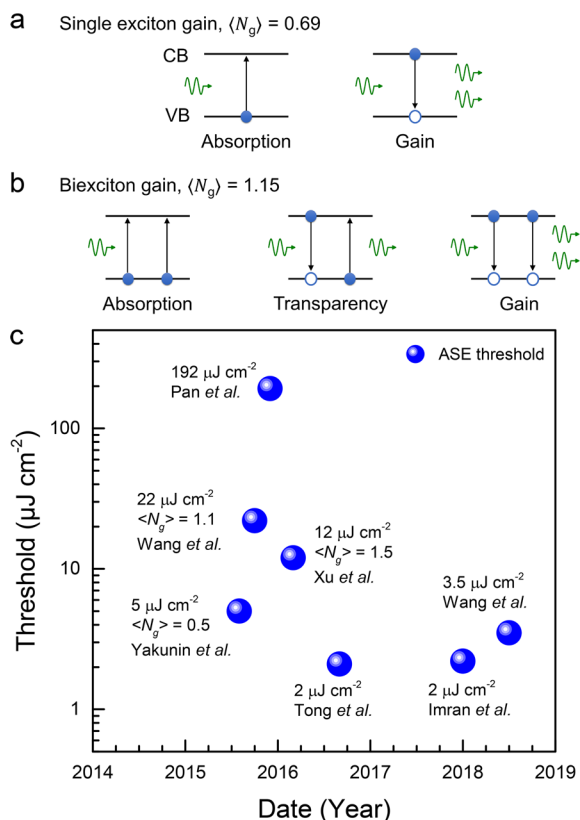 a Single exciton gain, ⟨Ng⟩ = 0.69
CB
VB
Absorption Gain
b Biexciton gain, ⟨Ng⟩ = 1.15
Absorption Transparency Gain
c
ASE threshold
192 μJ cm-2
Pan et al.
22 μJ cm-2
<Ng> = 1.1
Wang et al.
12 μJ cm-2
<Ng> = 1.5
Xu et al.
5 μJ cm-2
<Ng> = 0.5
Yakunin et al.
3.5 μJ cm-2
Wang et al.
2 μJ cm-2
Tong et al.
2 μJ cm-2
Imran et al.
Threshold (μJ cm-2)
100
10
1
2014 2015 2016 2017 2018 2019
Date (Year)